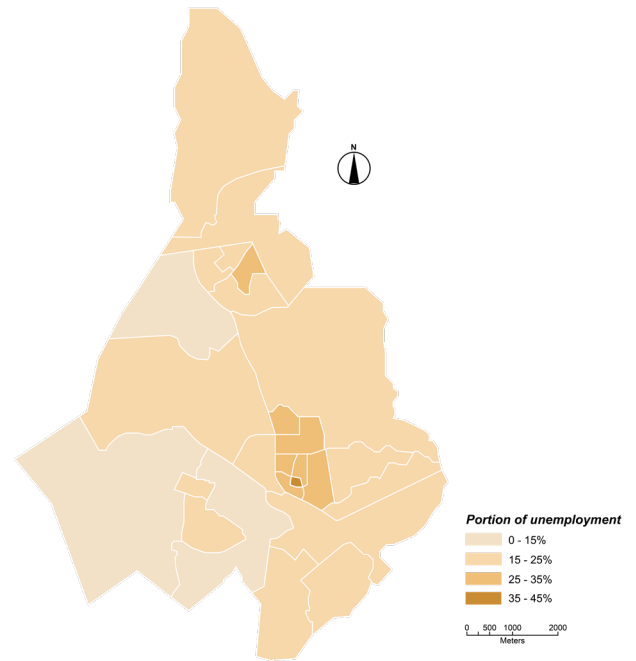 N
Portion of unemployment
0 - 15%
15 - 25%
25 - 35%
35 - 45%
0 500 1000 2000
Meters